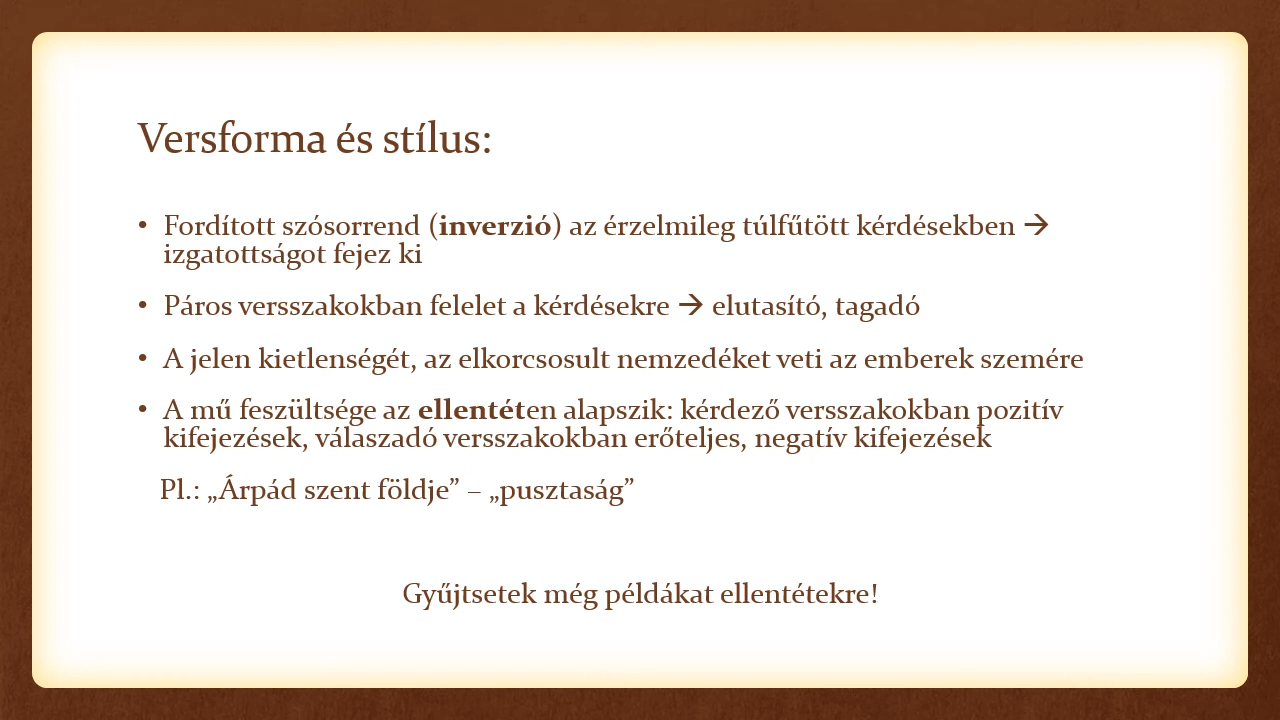 Versforma és stílus:
• Fordított szósorrend (inverzió) az érzelmileg túlfűtött kérdésekben →
izgatottságot fejez ki
• Páros versszakokban felelet a kérdésekre → elutasító, tagadó
• A jelen kietlenségét, az elkorcsosult nemzedéket veti az emberek szemére
• A mű feszültsége az ellentéten alapszik: kérdező versszakokban pozitív
kifejezések, válaszadó versszakokban erőteljes, negatív kifejezések
Pl.: „Árpád szent földje” – „pusztaság”
Gyűjtsetek még példákat ellentétekre!